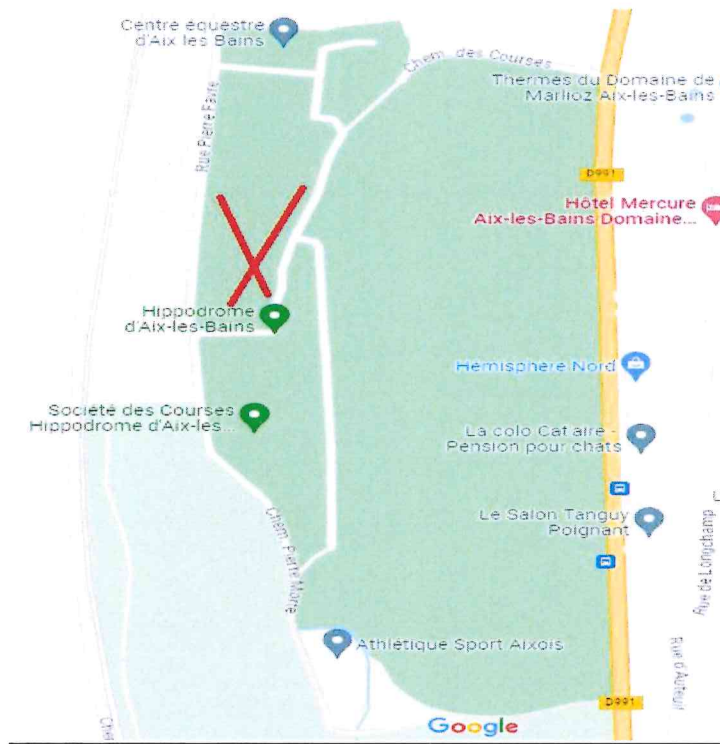 Centre équestre
d'Aix les Bains
Chem. des Courses
Thermes du Domaine de
Marlioz Aix-les-Bains
Rue Pierre Favre
D991
Hôtel Mercure
Aix-les-Bains Domaine...
Hippodrome
d'Aix-les-Bains
Hémisphère Nord
Société des Courses
Hippodrome d'Aix-les...
La colo Cat'aire -
Pension pour chats
Le Salon Tanguy
Poignant
Rue de Longchamp
Chem. Pierre
Athlétique Sport Aixois
Rue d'Auteuil
D991
Google